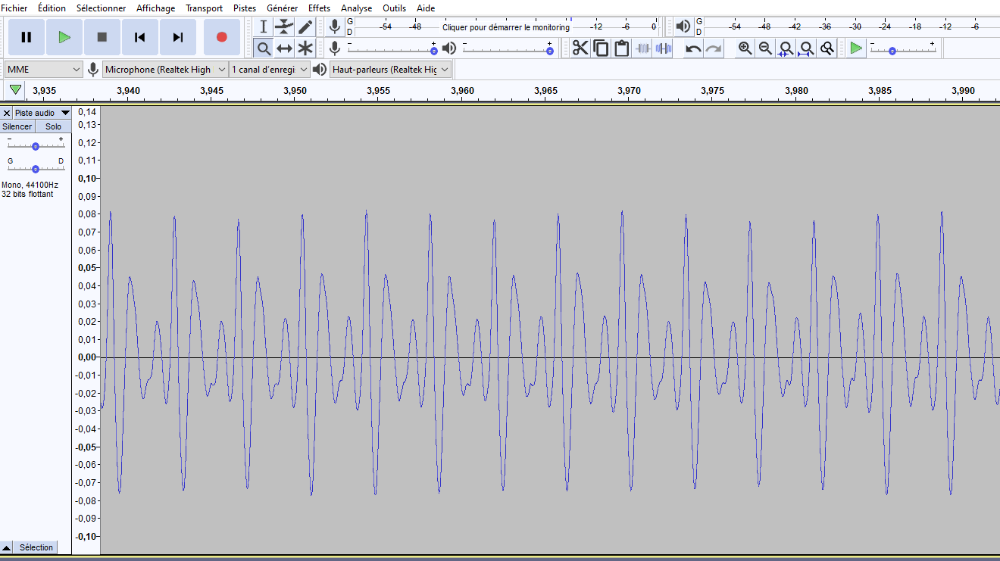 Fichier Édition Sélectionner Affichage Transport Pistes Générer Effets Analyse Outils Aide
G -54 -48 Cliquer pour démarrer le monitoring -12 -6 0 G -54 -48 -42 -36 -30 -24 -18 -12 -6
D D
- + - + - +
MME Microphone (Realtek High 1 canal d'enregi Haut-parleurs (Realtek Hig
3,935 3,940 3,945 3,950 3,955 3,960 3,965 3,970 3,975 3,980 3,985 3,990
Piste audio 0,14
Silencer Solo 0,13
- + 0,12
G D 0,11
0,10
Mono, 44100Hz
32 bits flottant 0,09
0,08
0,07
0,06
0,05
0,04
0,03
0,02
0,01
0,00
-0,01
-0,02
-0,03
-0,04
-0,05
-0,06
-0,07
-0,08
-0,09
-0,10
Sélection